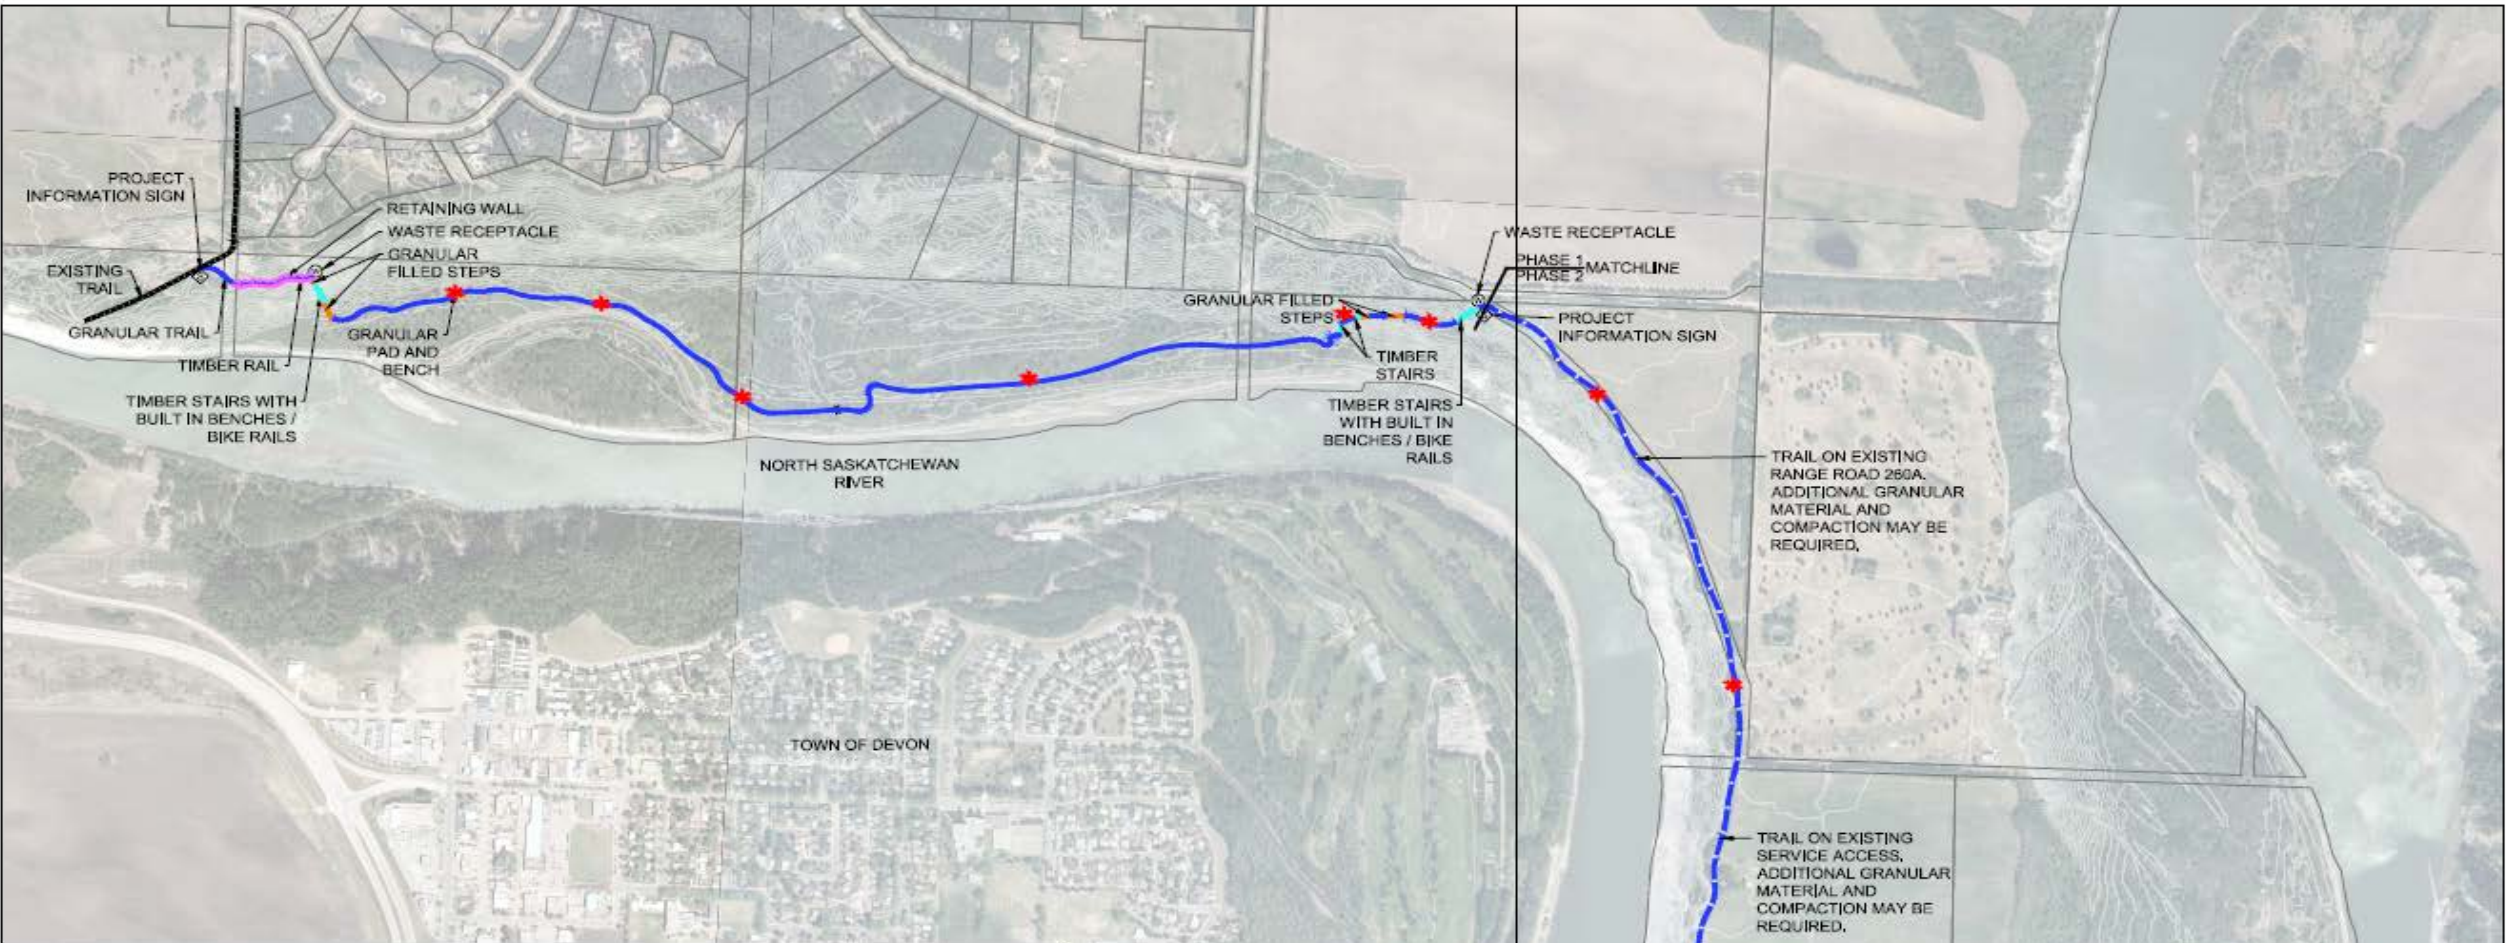 PROJECT
INFORMATION SIGN
RETAINING WALL
WASTE RECEPTACLE
GRANULAR
FILLED STEPS
EXISTING
TRAIL
GRANULAR TRAIL
TIMBER RAIL
GRANULAR
PAD AND
BENCH
TIMBER STAIRS WITH
BUILT IN BENCHES /
BIKE RAILS
NORTH SASKATCHEWAN
RIVER
TOWN OF DEVON
WASTE RECEPTACLE
PHASE 1
PHASE 2
MATCHLINE
GRANULAR FILLED
STEPS
PROJECT
INFORMATION SIGN
TIMBER
STAIRS
TIMBER STAIRS
WITH BUILT IN
BENCHES / BIKE
RAILS
TRAIL ON EXISTING
RANGE ROAD 260A.
ADDITIONAL GRANULAR
MATERIAL AND
COMPACTION MAY BE
REQUIRED.
TRAIL ON EXISTING
SERVICE ACCESS.
ADDITIONAL GRANULAR
MATERIAL AND
COMPACTION MAY BE
REQUIRED.